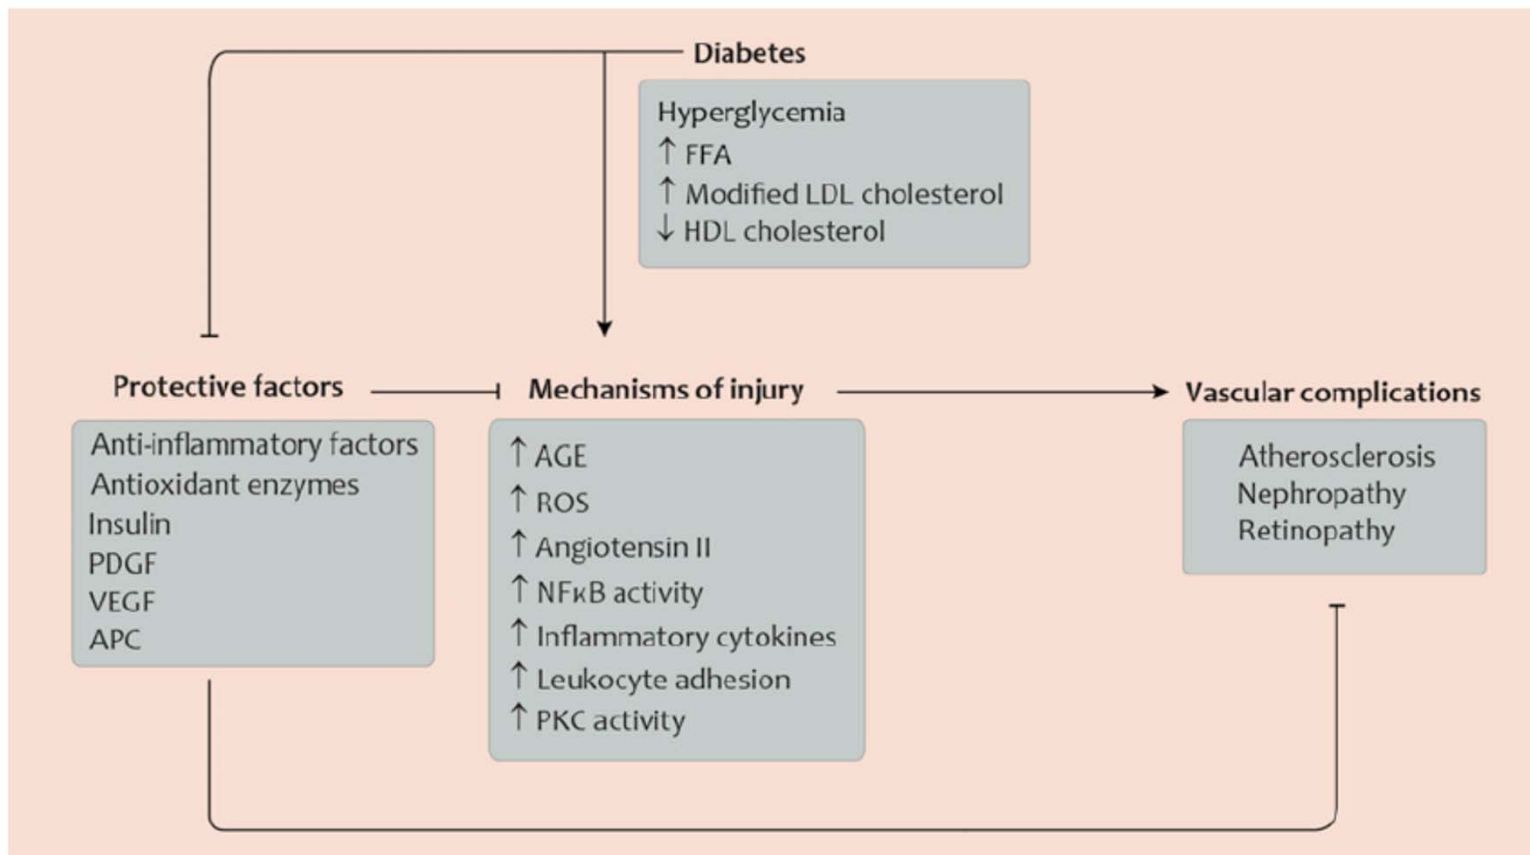 Diabetes
Hyperglycemia
↑ FFA
↑ Modified LDL cholesterol
↓ HDL cholesterol
Protective factors
Anti-inflammatory factors
Antioxidant enzymes
Insulin
PDGF
VEGF
APC
Mechanisms of injury
↑ AGE
↑ ROS
↑ Angiotensin II
↑ NFκB activity
↑ Inflammatory cytokines
↑ Leukocyte adhesion
↑ PKC activity
Vascular complications
Atherosclerosis
Nephropathy
Retinopathy